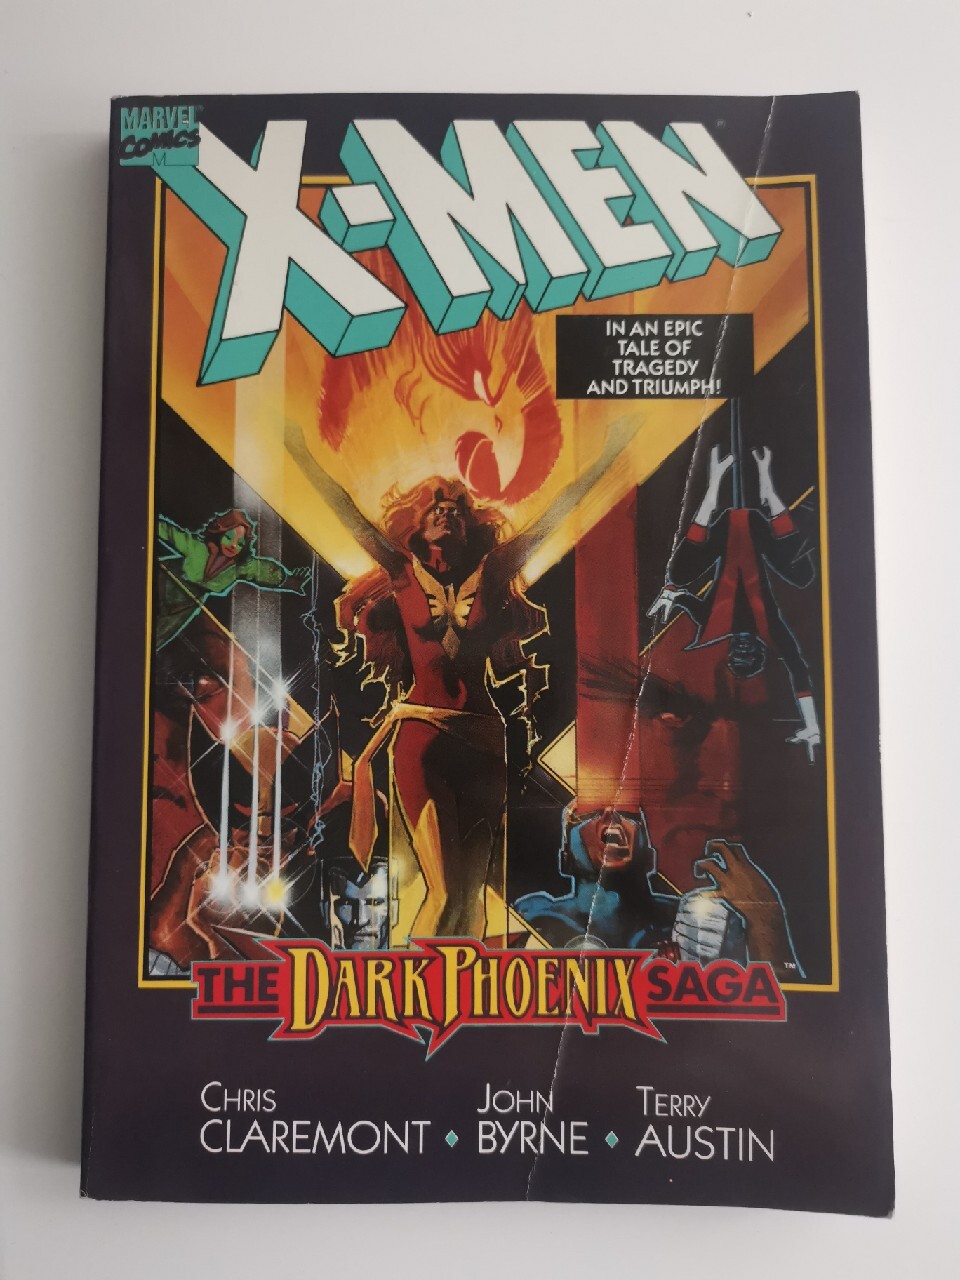 MARVEL
COMICS
X-MEN
IN AN EPIC
TALE OF
TRAGEDY
AND TRIUMPH!
THE DARK PHOENIX SAGA
CHRIS CLAREMONT ♦ JOHN BYRNE ♦ TERRY AUSTIN
TM